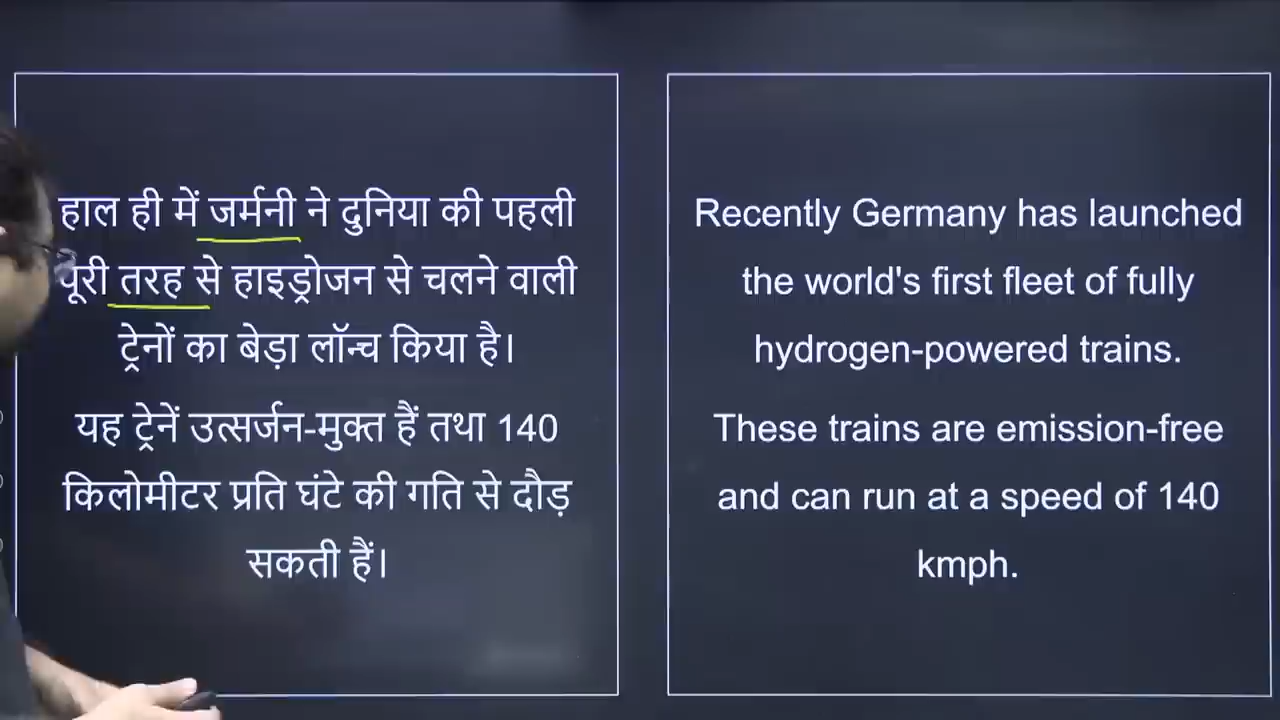 हाल ही में जर्मनी ने दुनिया की पहली
पूरी तरह से हाइड्रोजन से चलने वाली
ट्रेनों का बेड़ा लॉन्च किया है।
यह ट्रेनें उत्सर्जन-मुक्त हैं तथा 140
किलोमीटर प्रति घंटे की गति से दौड़
सकती हैं।
Recently Germany has launched
the world's first fleet of fully
hydrogen-powered trains.
These trains are emission-free
and can run at a speed of 140
kmph.